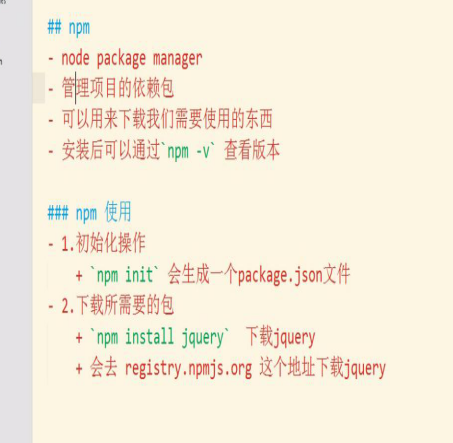 ## npm
- node package manager
- 管理项目的依赖包
- 可以用来下载我们需要使用的东西
- 安装后可以通过`npm -v` 查看版本
### npm 使用
- 1.初始化操作
+ `npm init` 会生成一个package.json文件
- 2.下载所需要的包
+ `npm install jquery` 下载jquery
+ 会去 registry.npmjs.org 这个地址下载jquery